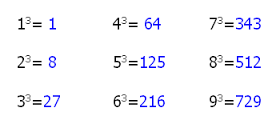 1³= 1 4³= 64 7³=343
2³= 8 5³=125 8³=512
3³=27 6³=216 9³=729